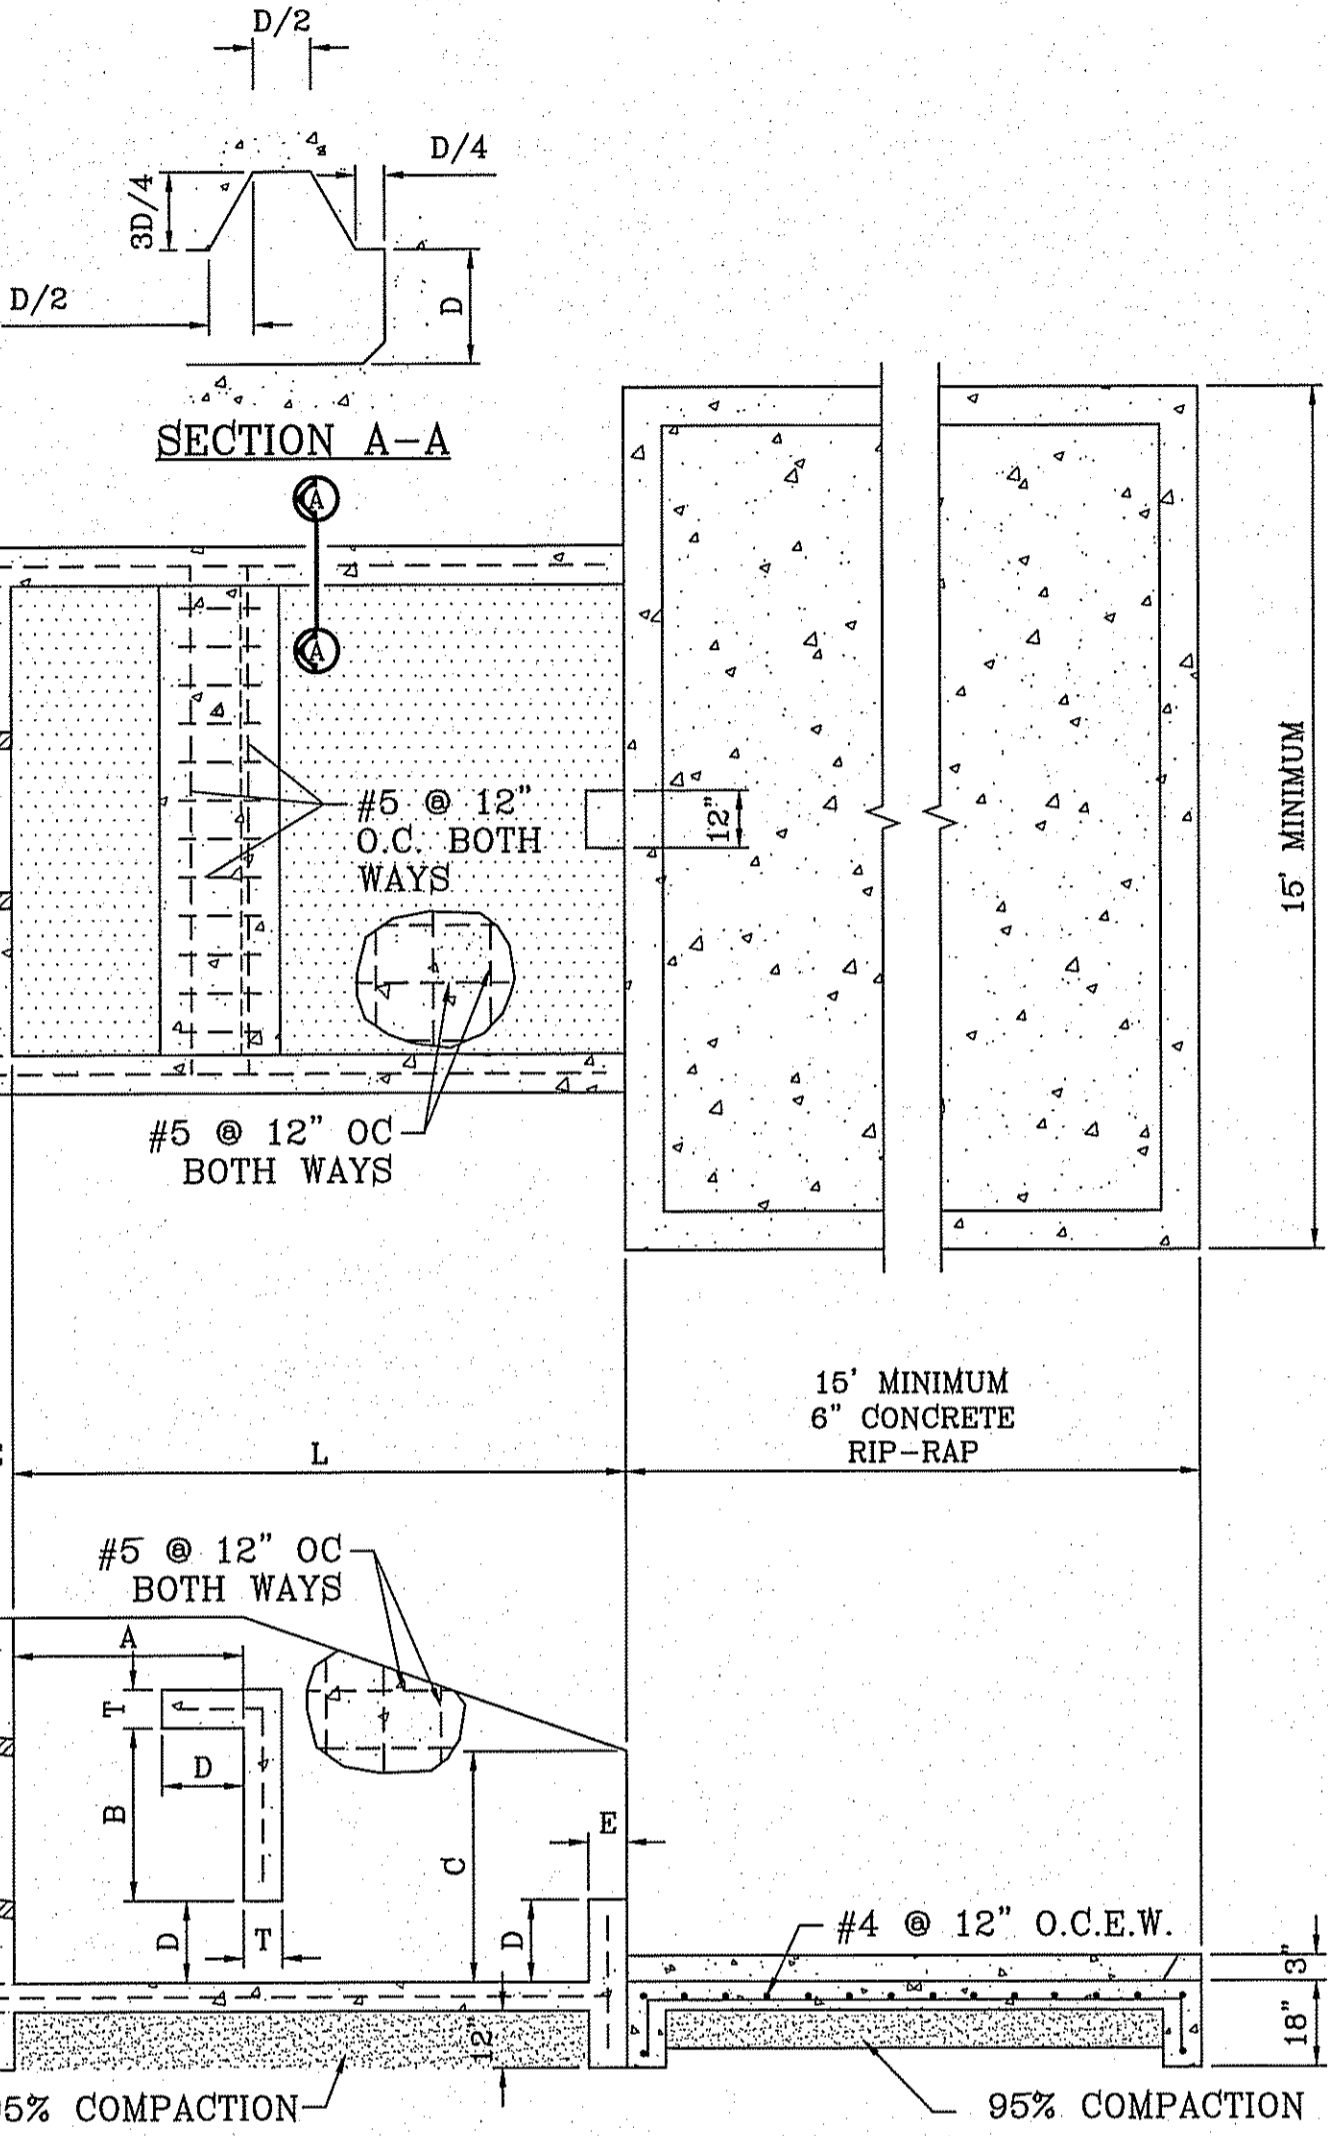 D/2
D/4
3D/4
D/2
D
SECTION A-A
A
A
#5 @ 12"
O.C. BOTH
WAYS
12"
15' MINIMUM
#5 @ 12" OC
BOTH WAYS
15' MINIMUM
6" CONCRETE
RIP-RAP
L
#5 @ 12" OC
BOTH WAYS
A
T
D
B
E
C
D
T
D
#4 @ 12" O.C.E.W.
3"
12"
18"
5% COMPACTION
95% COMPACTION